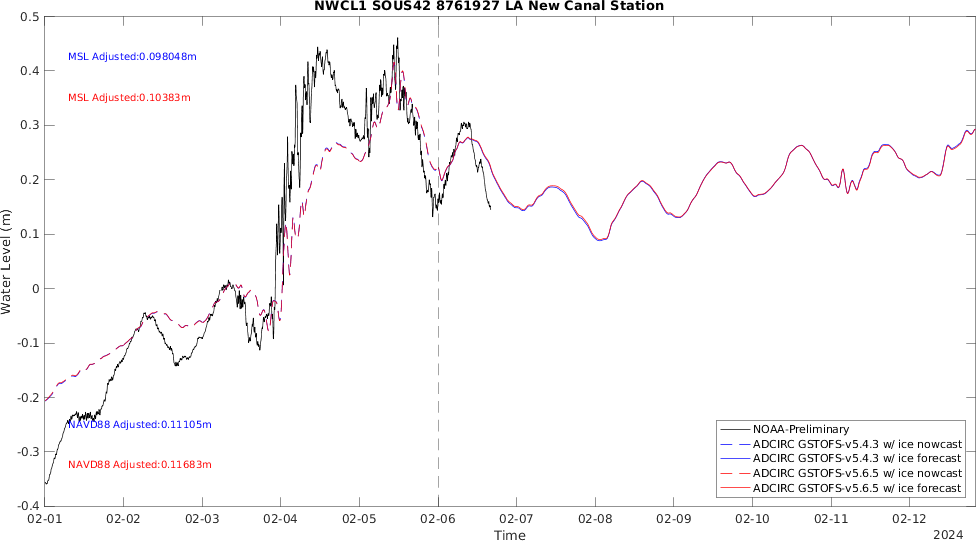 NWCL1 SOUS42 8761927 LA New Canal Station
0.5
0.4
0.3
0.2
0.1
0
-0.1
-0.2
-0.3
-0.4
Water Level (m)
MSL Adjusted:0.098048m
MSL Adjusted:0.10383m
NAVD88 Adjusted:0.11105m
NAVD88 Adjusted:0.11683m
NOAA-Preliminary
ADCIRC GSTOFS-v5.4.3 w/ ice nowcast
ADCIRC GSTOFS-v5.4.3 w/ ice forecast
ADCIRC GSTOFS-v5.6.5 w/ ice nowcast
ADCIRC GSTOFS-v5.6.5 w/ ice forecast
02-01 02-02 02-03 02-04 02-05 02-06 02-07 02-08 02-09 02-10 02-11 02-12
Time
2024